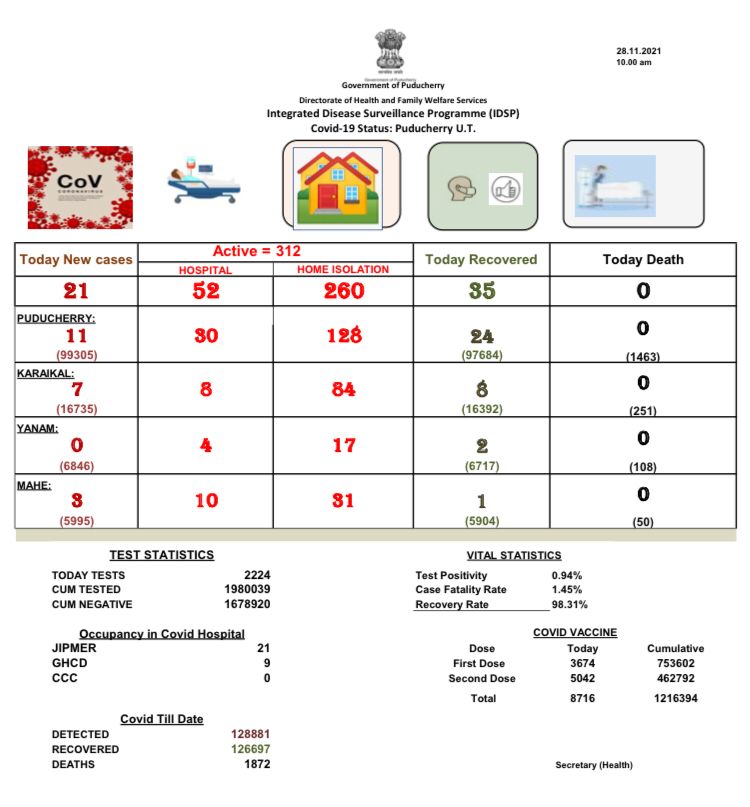 28.11.2021
10.00 am
Government of Puducherry
Government of Puducherry
Directorate of Health and Family Welfare Services
Integrated Disease Surveillance Programme (IDSP)
Covid-19 Status: Puducherry U.T.
CoV
CORONAVIRUS
Today New cases
Active = 312
HOSPITAL
HOME ISOLATION
Today Recovered
Today Death
21 52 260 35 0
PUDUCHERRY:
11 30 128 24 0
(99305) (97684) (1463)
KARAIKAL:
7 8 84 8 0
(16735) (16392) (251)
YANAM:
0 4 17 2 0
(6846) (6717) (108)
MAHE:
3 10 31 1 0
(5995) (5904) (50)
TEST STATISTICS
TODAY TESTS 2224
CUM TESTED 1980039
CUM NEGATIVE 1678920
VITAL STATISTICS
Test Positivity 0.94%
Case Fatality Rate 1.45%
Recovery Rate 98.31%
Occupancy in Covid Hospital
JIPMER 21
GHCD 9
CCC 0
COVID VACCINE
Dose Today Cumulative
First Dose 3674 753602
Second Dose 5042 462792
Total 8716 1216394
Covid Till Date
DETECTED 128881
RECOVERED 126697
DEATHS 1872
Secretary (Health)